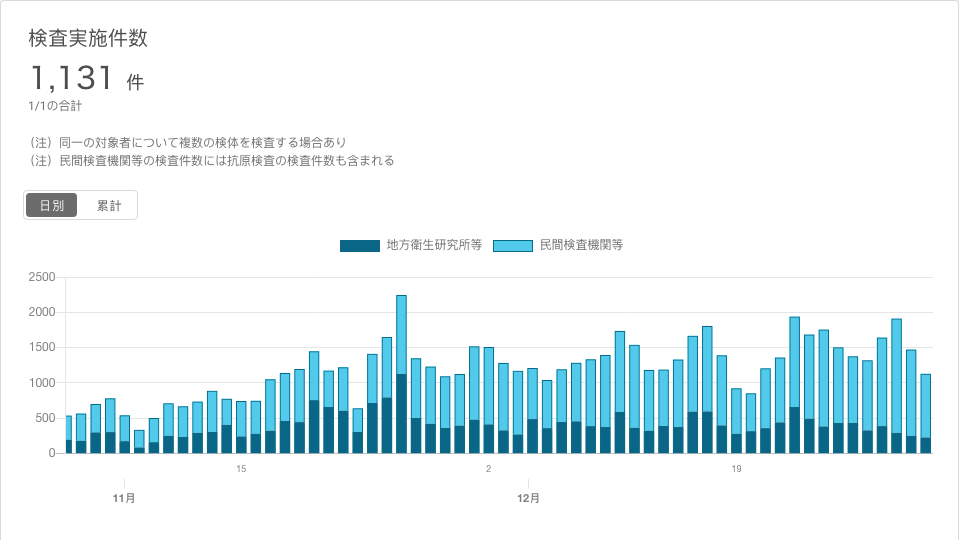 検査実施件数
1,131 件
1/1の合計
（注）同一の対象者について複数の検体を検査する場合あり
（注）民間検査機関等の検査件数には抗原検査の検査件数も含まれる
日別 累計
地方衛生研究所等 民間検査機関等
2500
2000
1500
1000
500
0
15 2 19
11月 12月